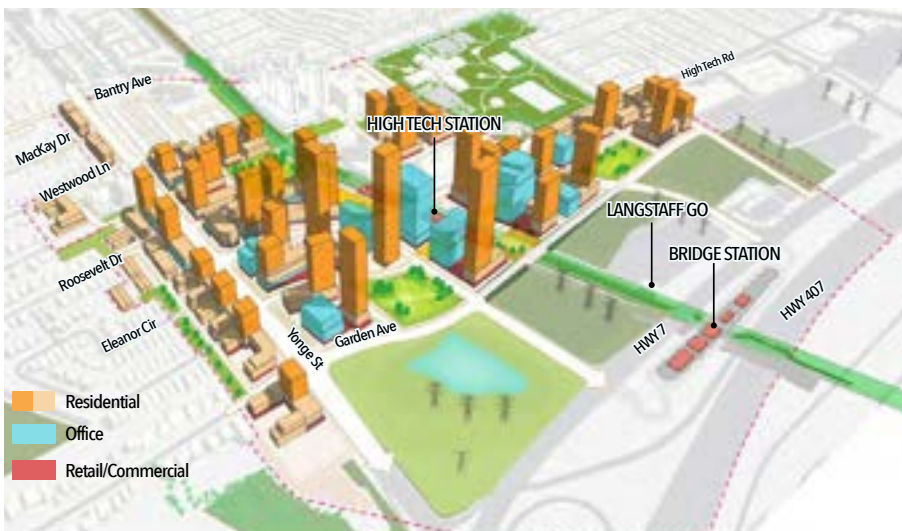 High Tech Rd
Bantry Ave
HIGH TECH STATION
MacKay Dr
Westwood Ln
LANGSTAFF GO
Roosevelt Dr
BRIDGE STATION
Eleanor Cir
HWY 407
Garden Ave
HWY 7
Yonge St
Residential
Office
Retail/Commercial